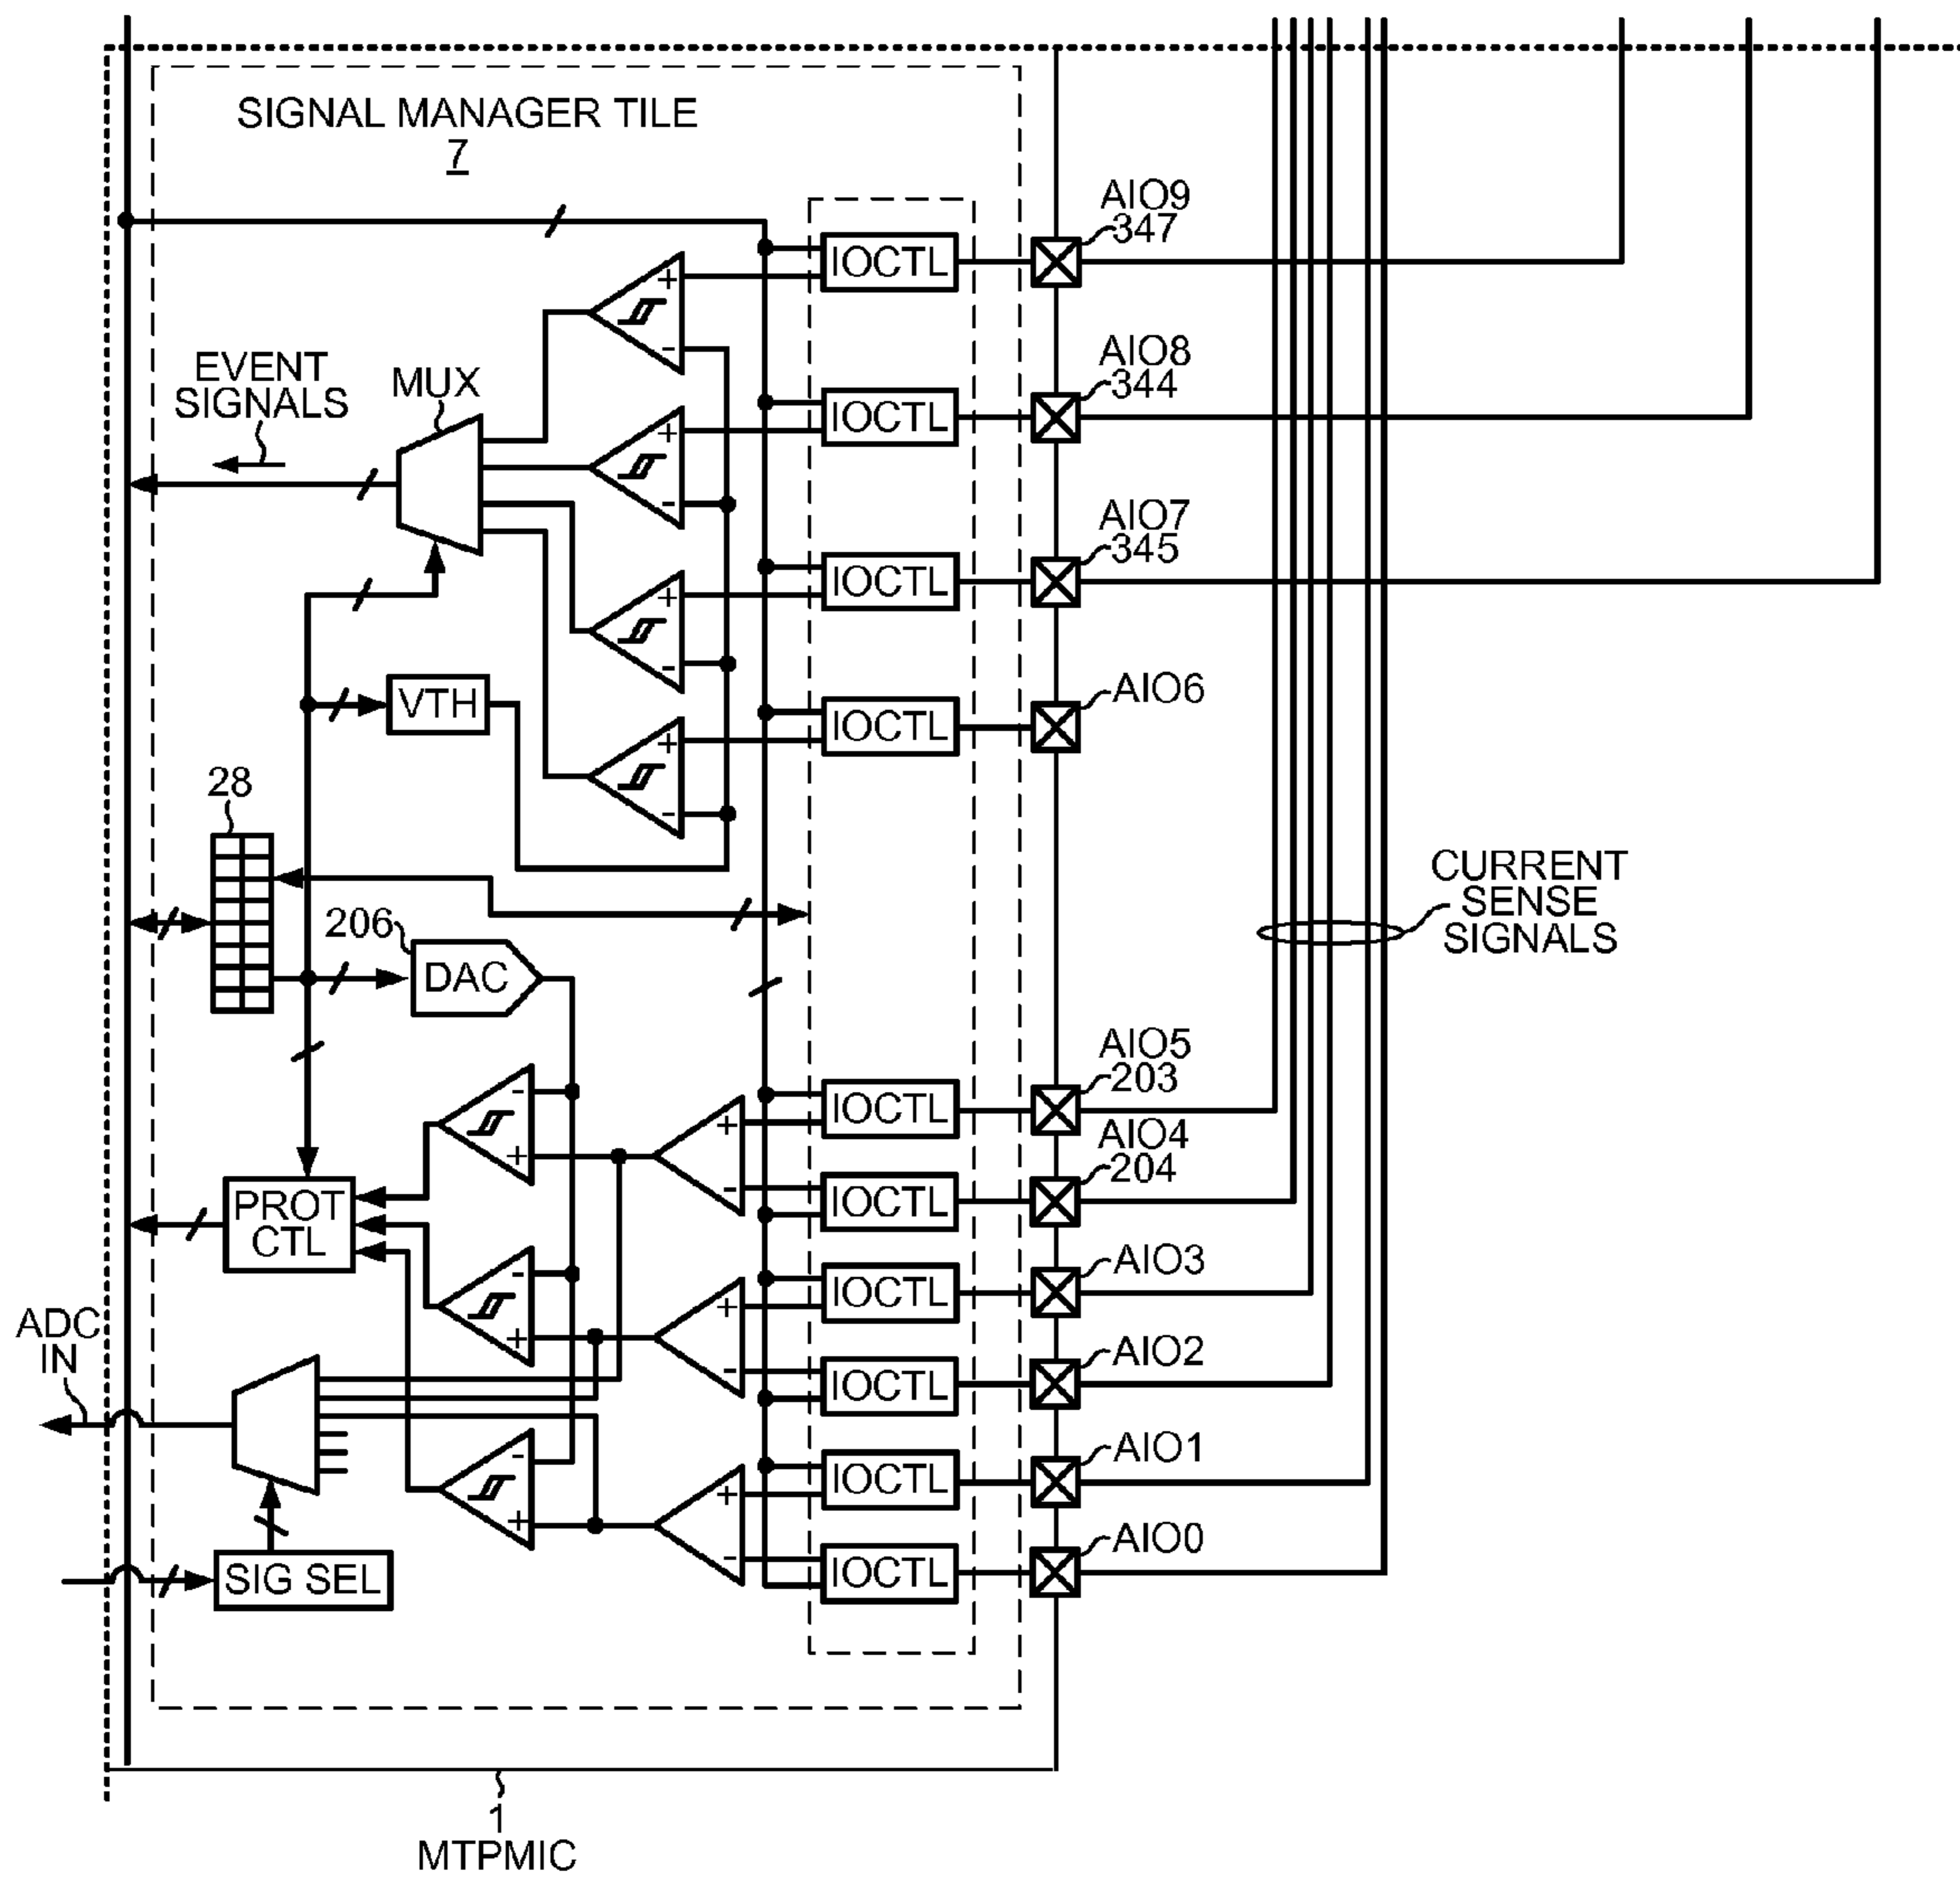 SIGNAL MANAGER TILE
7
AIO9
347
IOCTL
+
-
AIO8
344
IOCTL
+
-
EVENT
SIGNALS
MUX
AIO7
345
IOCTL
+
-
AIO6
IOCTL
+
-
VTH
28
206
DAC
CURRENT
SENSE
SIGNALS
AIO5
203
IOCTL
+
-
-
+
AIO4
204
IOCTL
PROT
CTL
AIO3
IOCTL
+
-
-
+
AIO2
IOCTL
ADC
IN
AIO1
IOCTL
+
-
-
+
AIO0
IOCTL
SIG SEL
1
MTPMIC